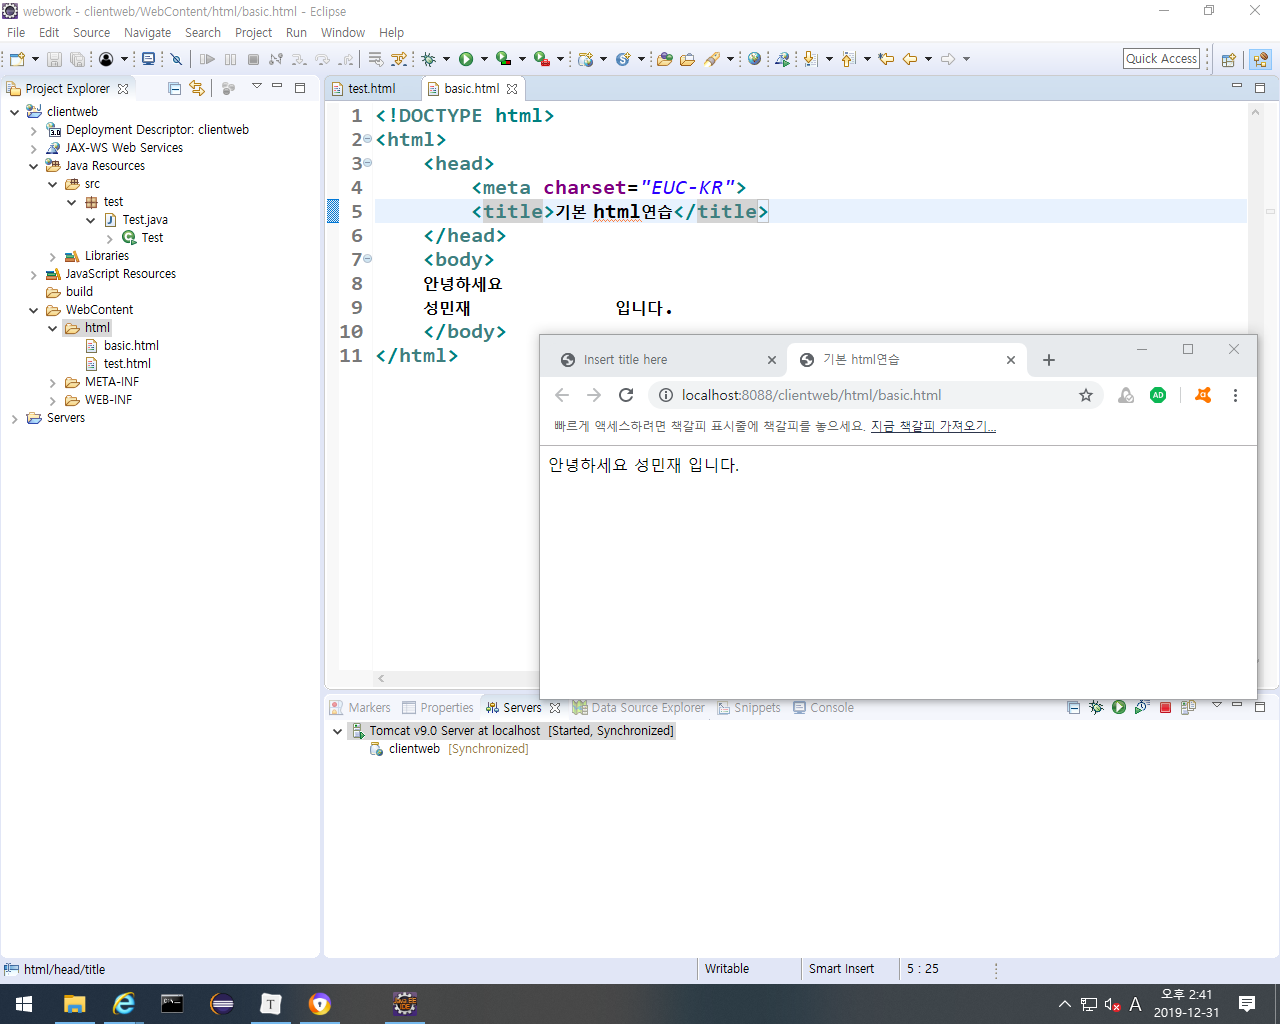 webwork - clientweb/WebContent/html/basic.html - Eclipse
File Edit Source Navigate Search Project Run Window Help
Quick Access
Project Explorer
clientweb
Deployment Descriptor: clientweb
JAX-WS Web Services
Java Resources
src
test
Test.java
Test
Libraries
JavaScript Resources
build
WebContent
html
basic.html
test.html
META-INF
WEB-INF
Servers
test.html basic.html
1 <!DOCTYPE html>
2 <html>
3 <head>
4 <meta charset="EUC-KR">
5 <title>기본 html연습</title>
6 </head>
7 <body>
8 안녕하세요
9 성민재 입니다.
10 </body>
11 </html>
Insert title here 기본 html연습
localhost:8088/clientweb/html/basic.html
빠르게 액세스하려면 책갈피 표시줄에 책갈피를 놓으세요. 지금 책갈피 가져오기...
안녕하세요 성민재 입니다.
Markers Properties Servers Data Source Explorer Snippets Console
Tomcat v9.0 Server at localhost [Started, Synchronized]
clientweb [Synchronized]
html/head/title Writable Smart Insert 5 : 25
A 오후 2:41
2019-12-31